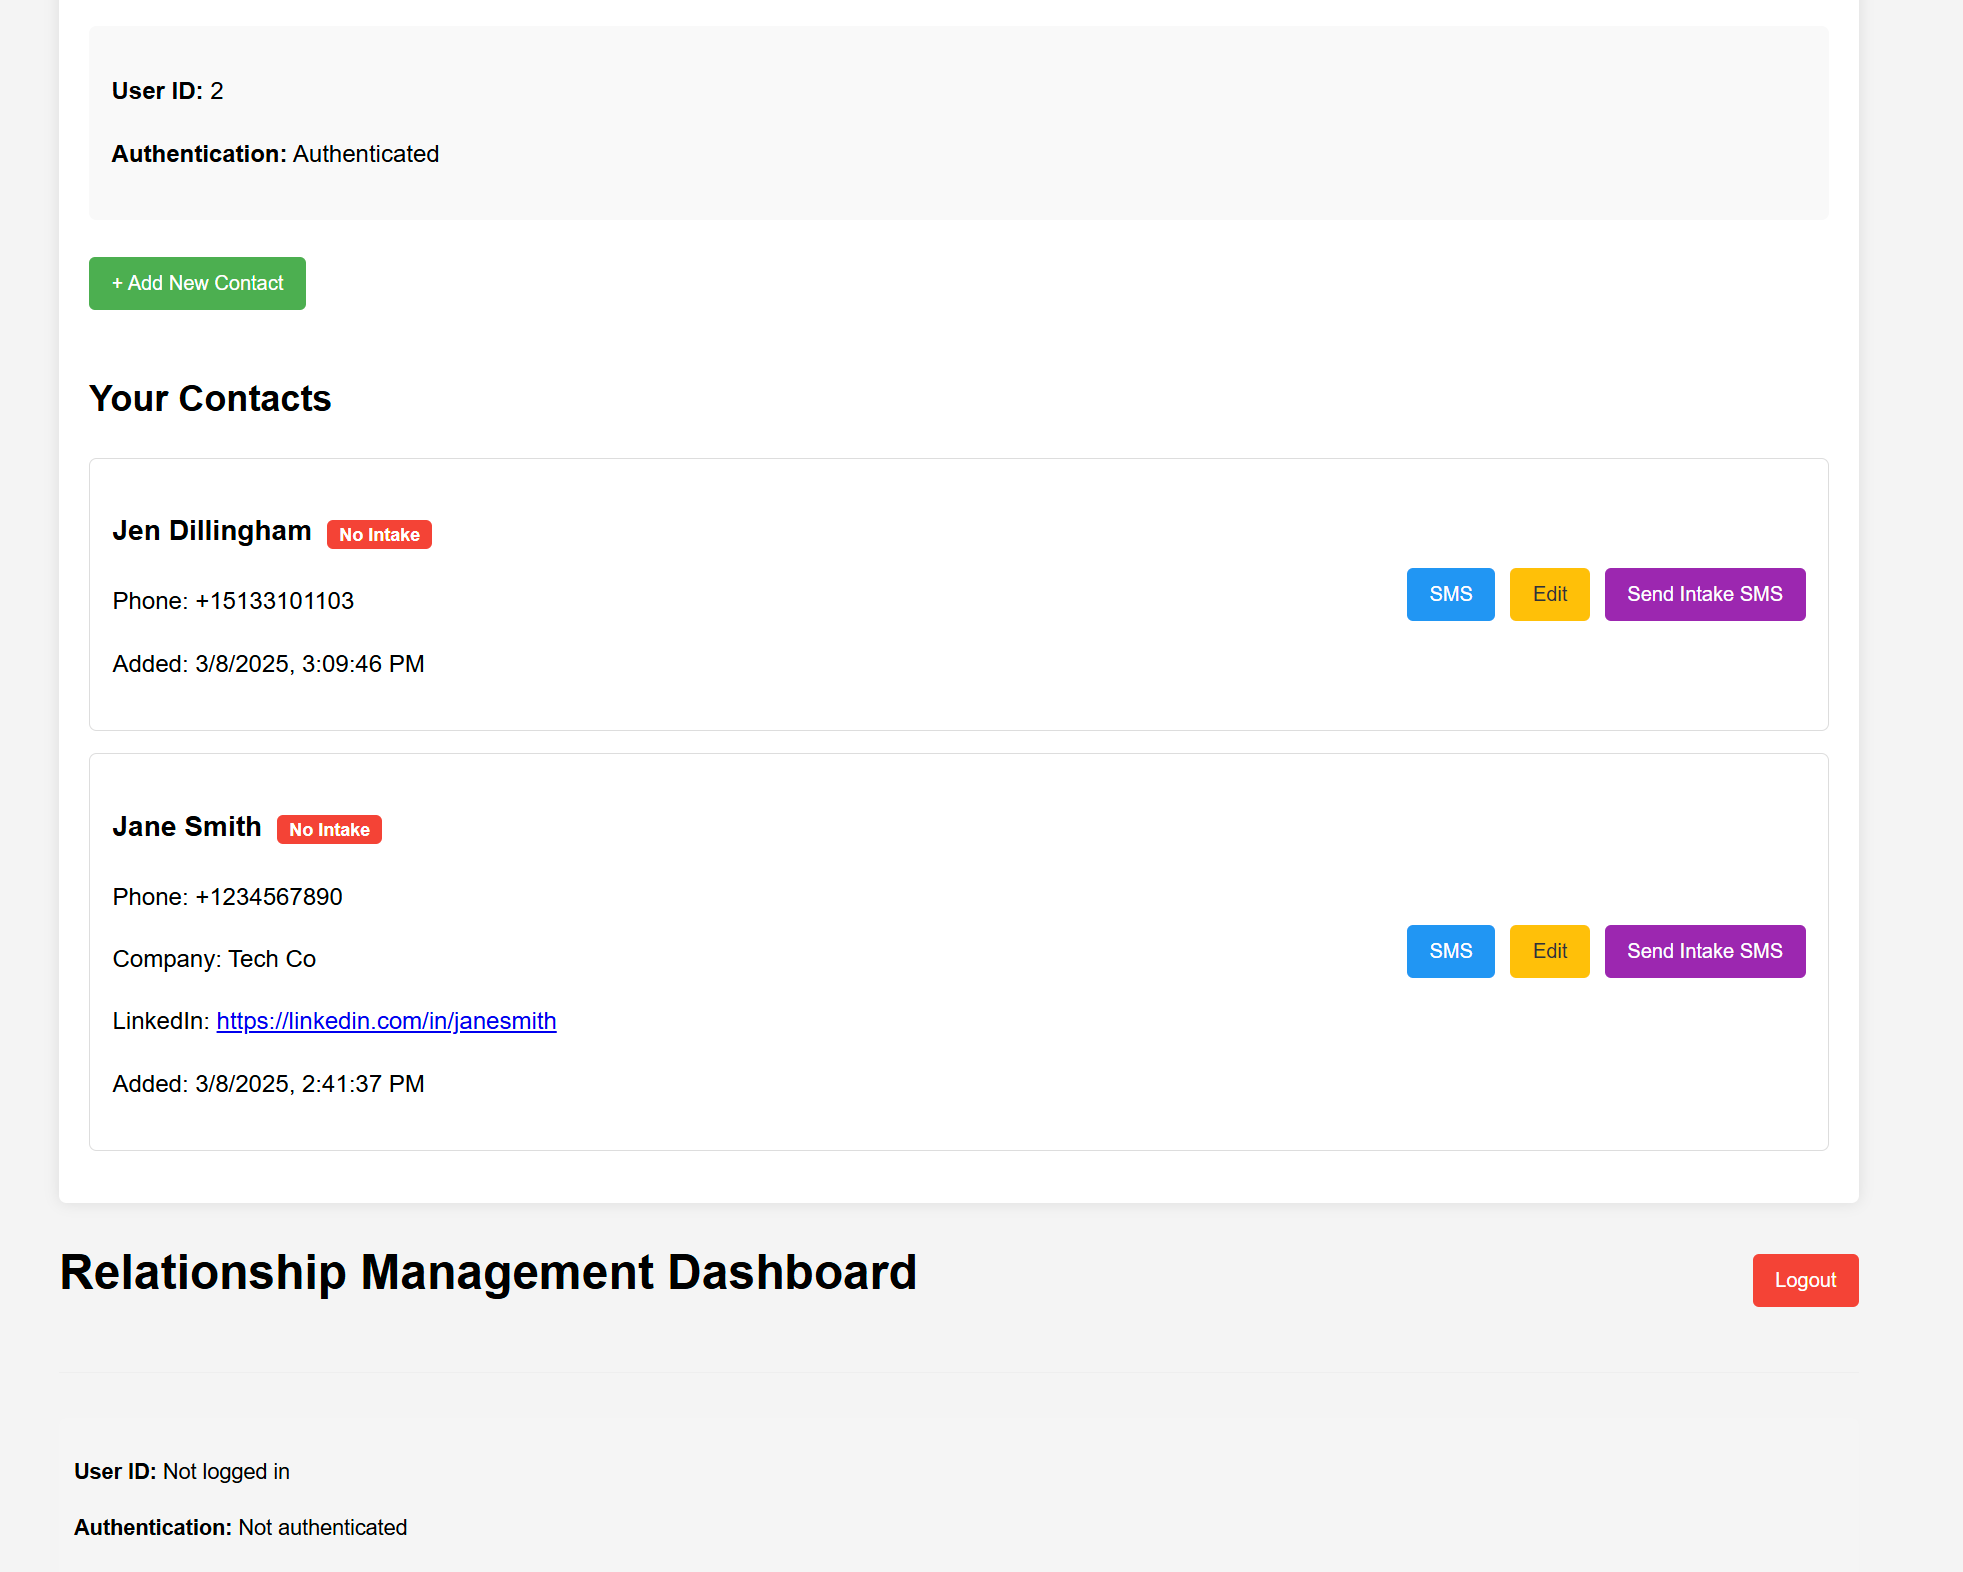 User ID: 2
Authentication: Authenticated
+ Add New Contact
Your Contacts
Jen Dillingham No Intake
Phone: +15133101103
Added: 3/8/2025, 3:09:46 PM
SMS Edit Send Intake SMS
Jane Smith No Intake
Phone: +1234567890
Company: Tech Co
LinkedIn: https://linkedin.com/in/janesmith
Added: 3/8/2025, 2:41:37 PM
SMS Edit Send Intake SMS
Relationship Management Dashboard
Logout
User ID: Not logged in
Authentication: Not authenticated